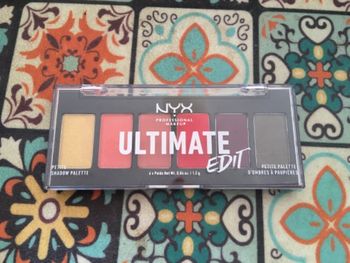 NYX
PROFESSIONAL
MAKEUP
ULTIMATE
EDIT
PETITE
SHADOW PALETTE
PETITE PALETTE
D'OMBRES À PAUPIÈRES